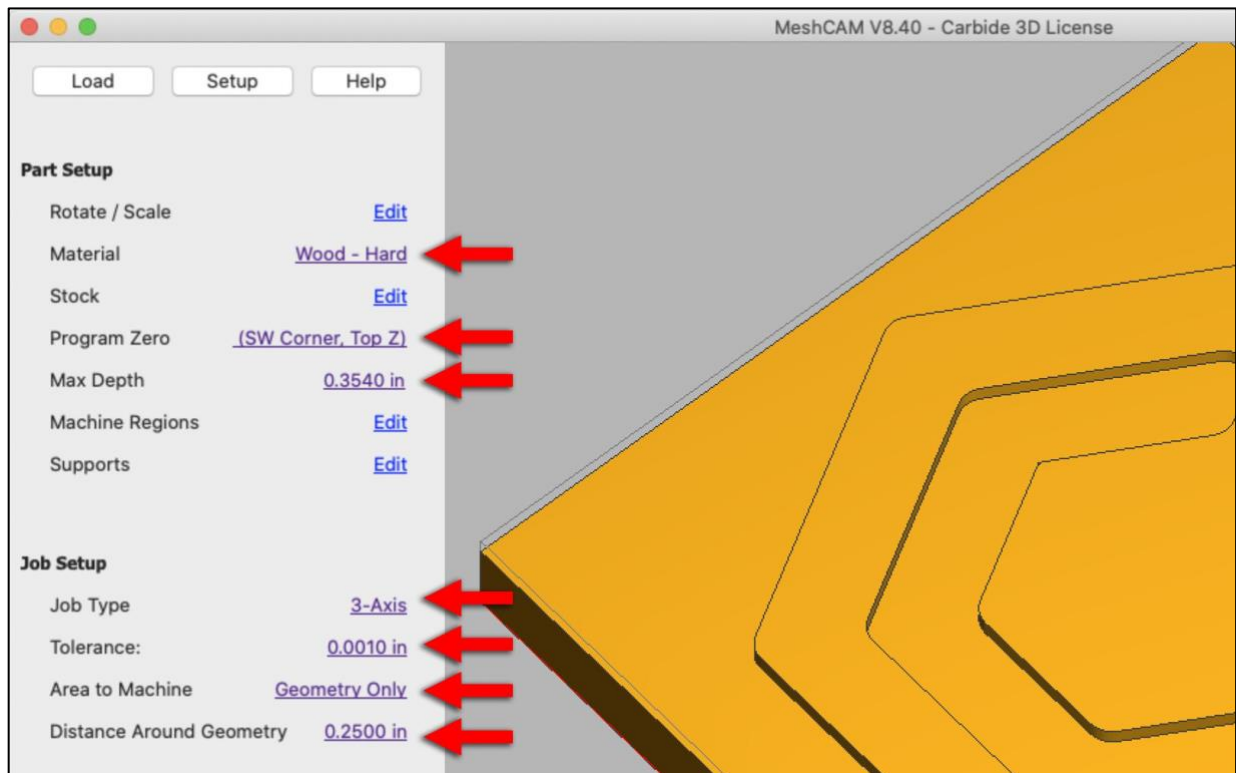 MeshCAM V8.40 - Carbide 3D License
Load Setup Help
Part Setup
Rotate / Scale Edit
Material Wood - Hard
Stock Edit
Program Zero (SW Corner, Top Z)
Max Depth 0.3540 in
Machine Regions Edit
Supports Edit
Job Setup
Job Type 3-Axis
Tolerance: 0.0010 in
Area to Machine Geometry Only
Distance Around Geometry 0.2500 in